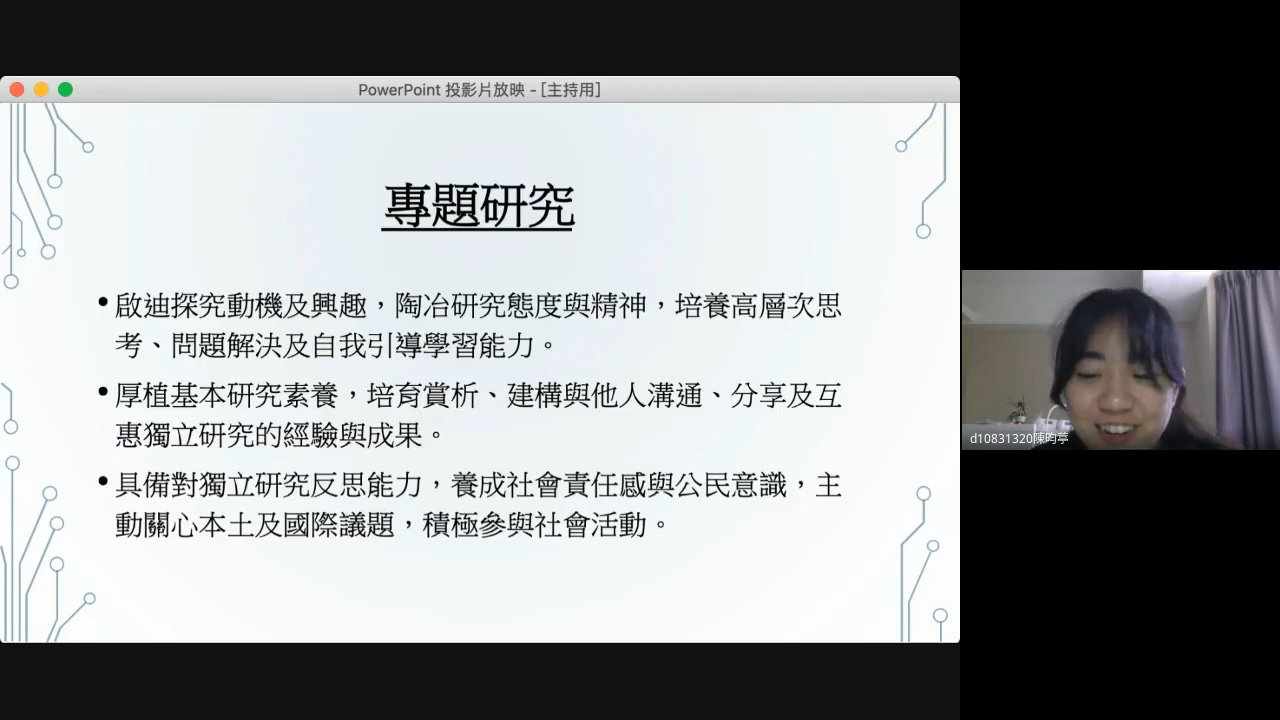 PowerPoint 投影片放映 - [主持用]
專題研究
•啟迪探究動機及興趣，陶冶研究態度與精神，培養高層次思
考、問題解決及自我引導學習能力。
•厚植基本研究素養，培育賞析、建構與他人溝通、分享及互
惠獨立研究的經驗與成果。
•具備對獨立研究反思能力，養成社會責任感與公民意識，主
動關心本土及國際議題，積極參與社會活動。
d10831320陳昀葶